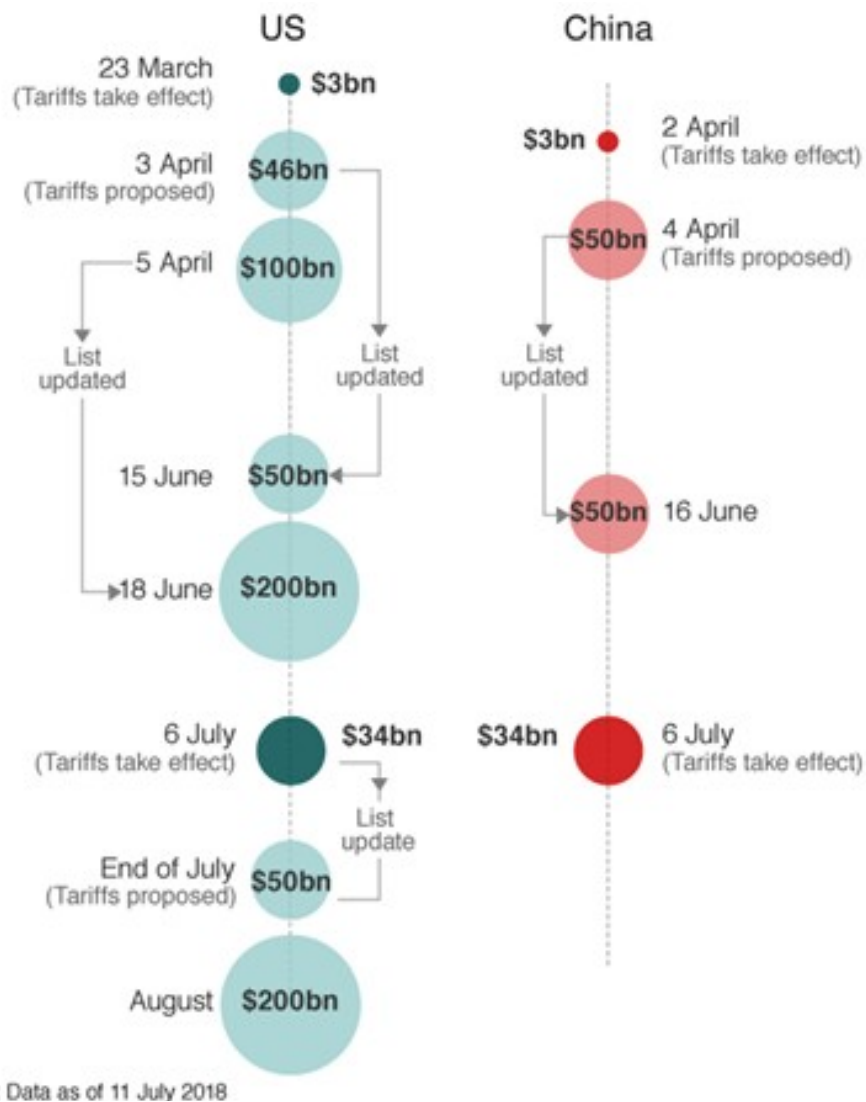 US
China
23 March
(Tariffs take effect)
$3bn
$3bn
2 April
(Tariffs take effect)
3 April
(Tariffs proposed)
$46bn
$50bn
4 April
(Tariffs proposed)
5 April
$100bn
List
updated
List
updated
List
updated
15 June
$50bn
$50bn
16 June
18 June
$200bn
6 July
(Tariffs take effect)
$34bn
$34bn
6 July
(Tariffs take effect)
List
update
End of July
(Tariffs proposed)
$50bn
August
$200bn
Data as of 11 July 2018